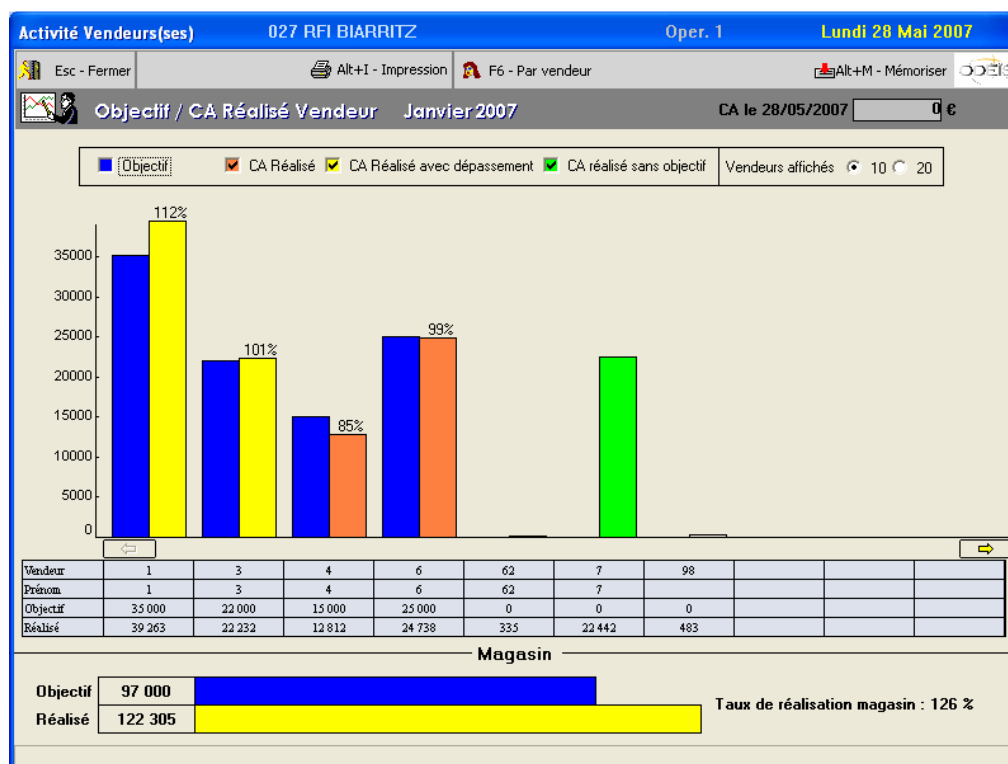 Activité Vendeurs(ses) 027 RFI BIARRITZ Oper. 1 Lundi 28 Mai 2007
Esc - Fermer Alt+I - Impression F6 - Par vendeur Alt+M - Mémoriser
Objectif / CA Réalisé Vendeur Janvier 2007 CA le 28/05/2007 0 €
Objectif CA Réalisé CA Réalisé avec dépassement CA réalisé sans objectif Vendeurs affichés 10 20
112%
35000
30000
25000 99%
101%
20000
15000
85%
10000
5000
0
Vendeur 1 3 4 6 62 7 98
Prénom 1 3 4 6 62 7
Objectif 35 000 22 000 15 000 25 000 0 0 0
Réalisé 39 263 22 232 12 812 24 738 335 22 442 483
Magasin
Objectif 97 000
Taux de réalisation magasin : 126 %
Réalisé 122 305